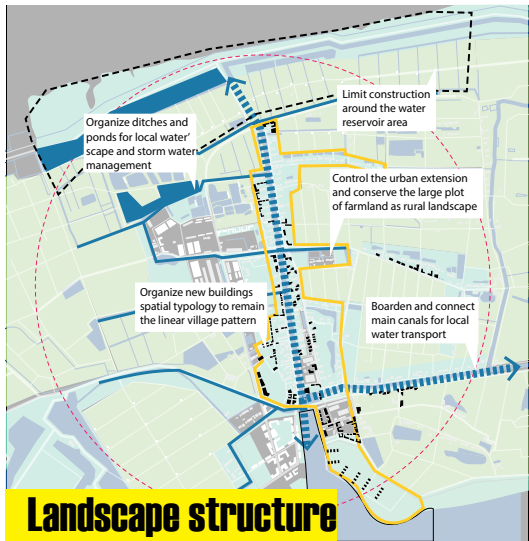 Limit construction
around the water
reservoir area
Organize ditches and
ponds for local water'
scape and storm water
management
Control the urban extension
and conserve the large plot
of farmland as rural landscape
Organize new buildings
spatial typology to remain
the linear village pattern
Boarden and connect
main canals for local
water transport
Landscape structure